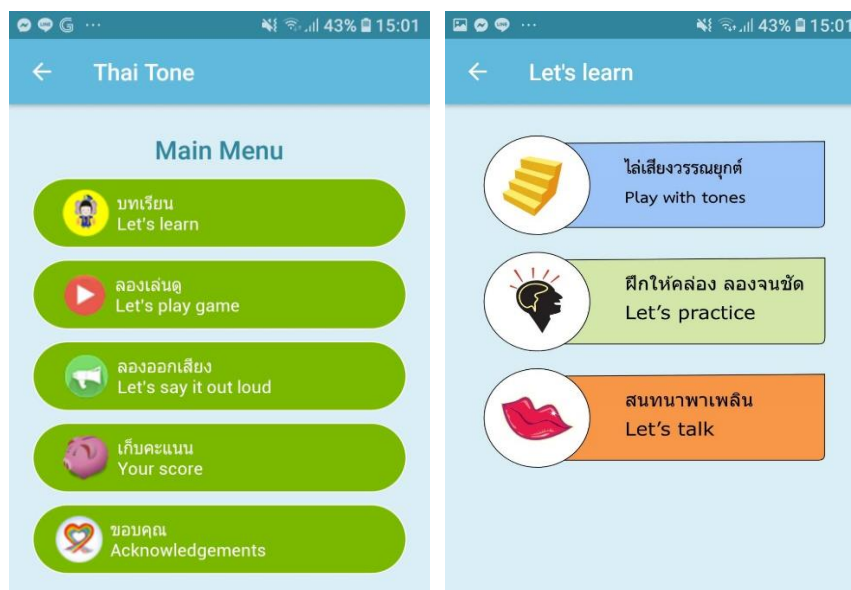 43% 15:01
Thai Tone
Main Menu
บทเรียน
Let's learn
ลองเล่นดู
Let's play game
ลองออกเสียง
Let's say it out loud
เก็บคะแนน
Your score
ขอบคุณ
Acknowledgements
43% 15:01
Let's learn
ไล่เสียงวรรณยุกต์
Play with tones
ฝึกให้คล่อง ลองจนชัด
Let's practice
สนทนาพาเพลิน
Let's talk